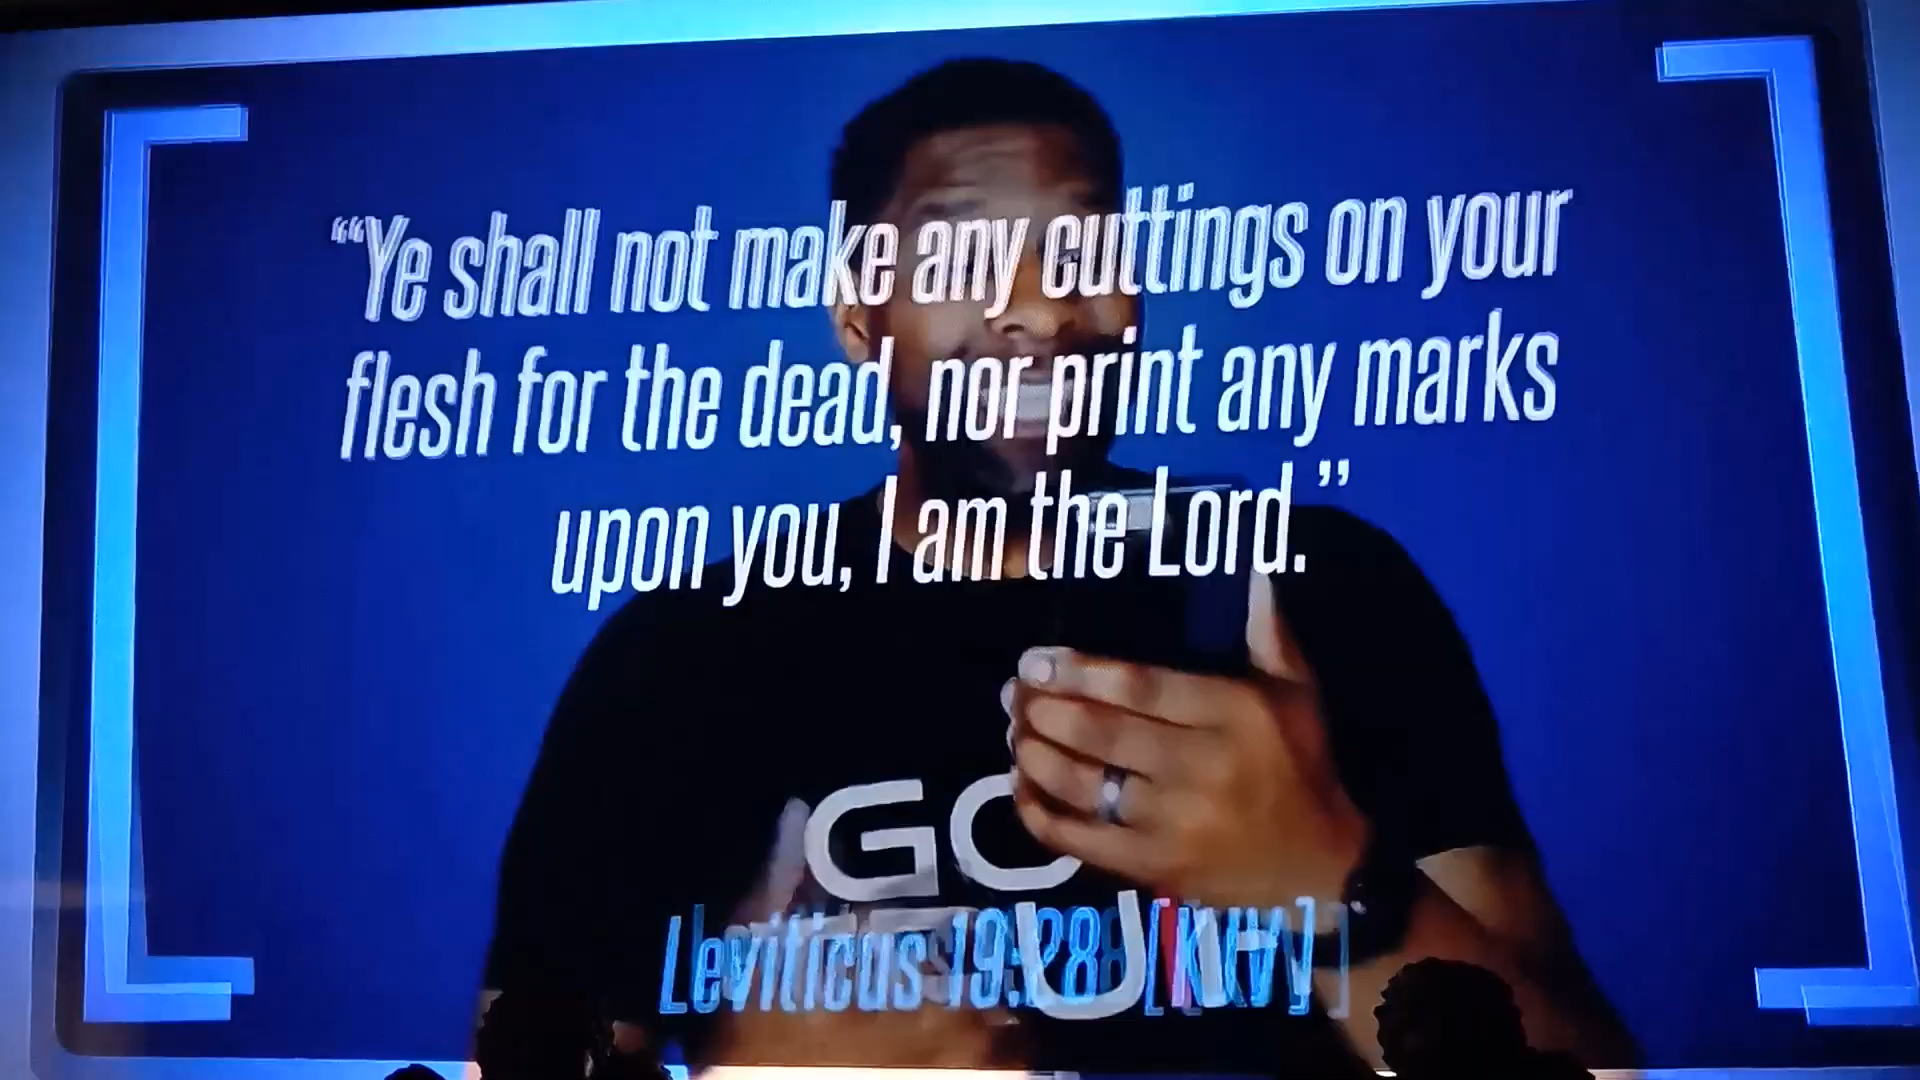 ““Ye shall not make any cuttings on your
flesh for the dead, nor print any marks
upon you, I am the Lord.”
GO
Leviticus 19:28 [KJV]